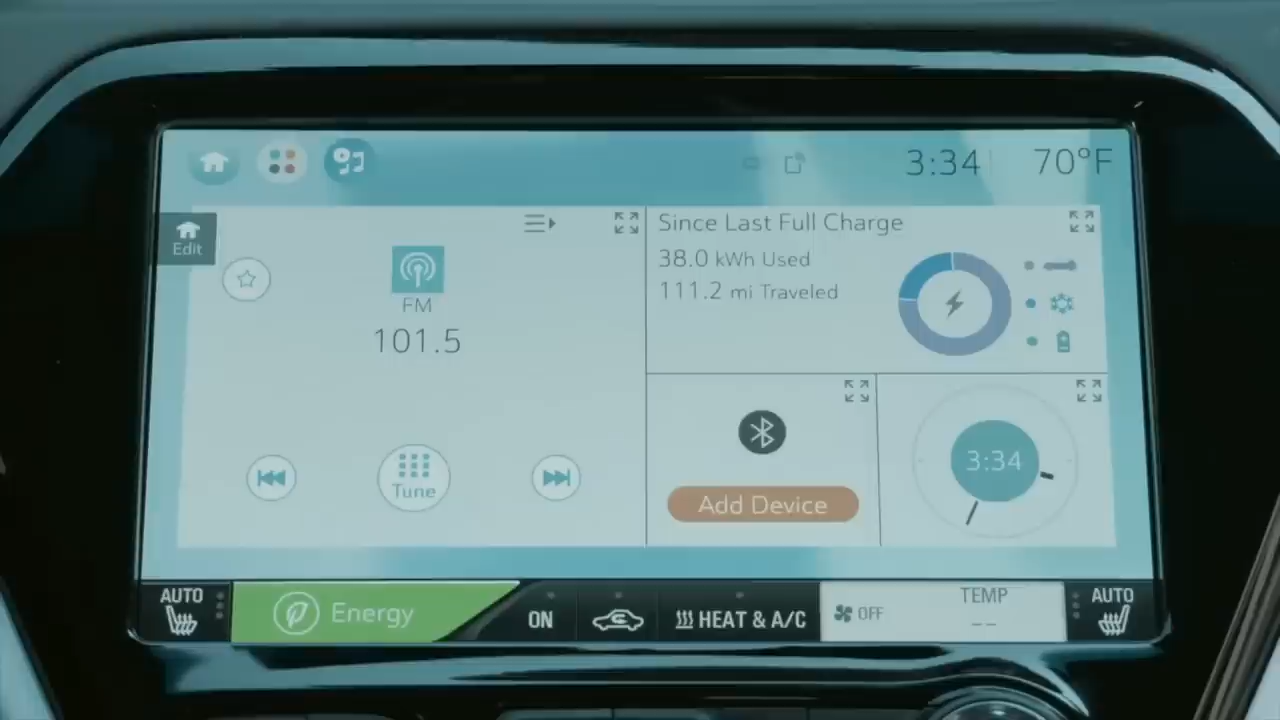 3:34 70°F
Edit
FM
101.5
Tune
Since Last Full Charge
38.0 kWh Used
111.2 mi Traveled
Add Device
3:34
AUTO
Energy
ON
HEAT & A/C
OFF
TEMP
--
AUTO